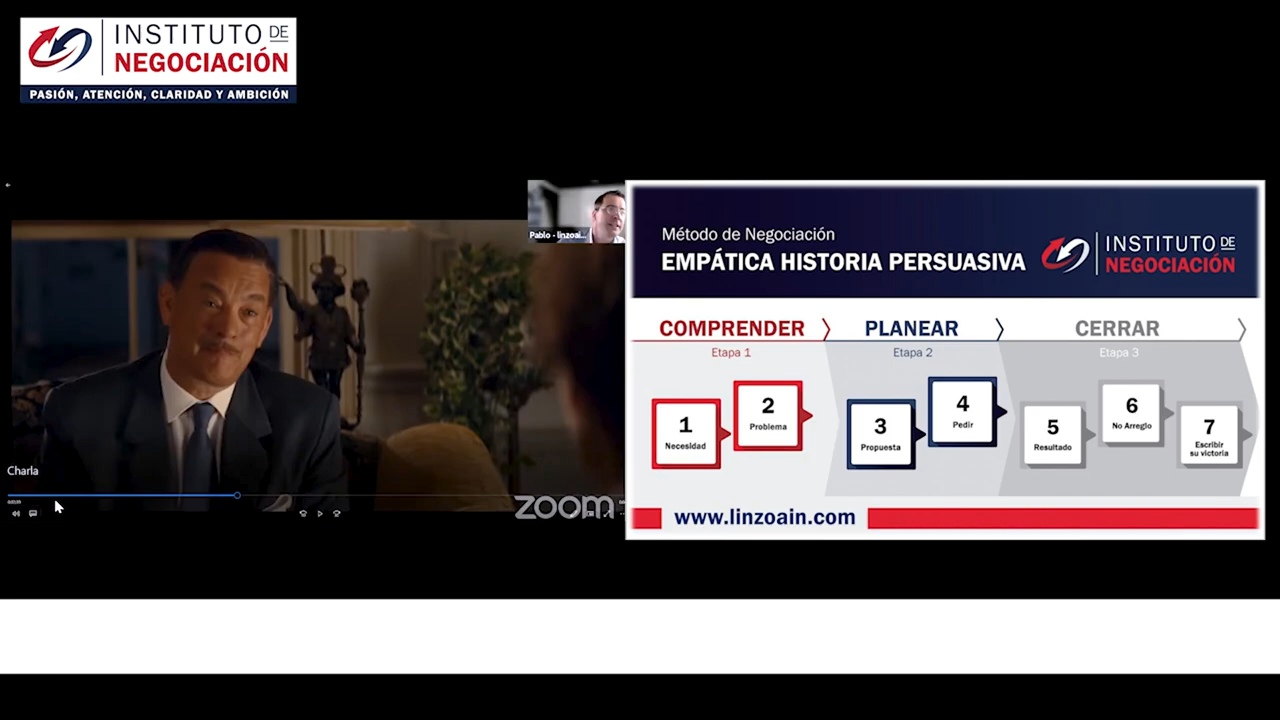 INSTITUTO DE
NEGOCIACIÓN
PASIÓN, ATENCIÓN, CLARIDAD Y AMBICIÓN
Pablo - linzoai...
Charla
zoom
Método de Negociación
EMPÁTICA HISTORIA PERSUASIVA
INSTITUTO DE
NEGOCIACIÓN
COMPRENDER
PLANEAR
CERRAR
Etapa 1
Etapa 2
Etapa 3
1
Necesidad
2
Problema
3
Propuesta
4
Pedir
5
Resultado
6
No Arreglo
7
Escribir
su victoria
www.linzoain.com